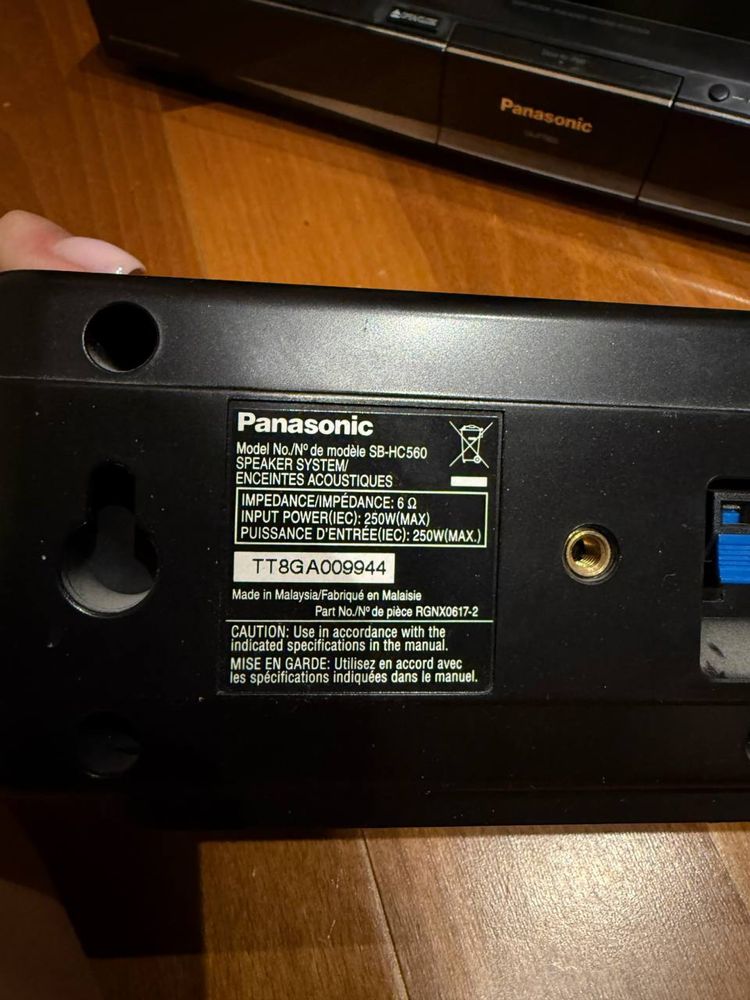 Panasonic
Panasonic
Model No./Nº de modèle SB-HC560
SPEAKER SYSTEM/
ENCEINTES ACOUSTIQUES
IMPEDANCE/IMPÉDANCE: 6 Ω
INPUT POWER(IEC): 250W(MAX)
PUISSANCE D'ENTRÉE(IEC): 250W(MAX.)
TT8GA009944
Made in Malaysia/Fabriqué en Malaisie
Part No./Nº de pièce RGNX0617-2
CAUTION: Use in accordance with the
indicated specifications in the manual.
MISE EN GARDE: Utilisez en accord avec
les spécifications indiquées dans le manuel.